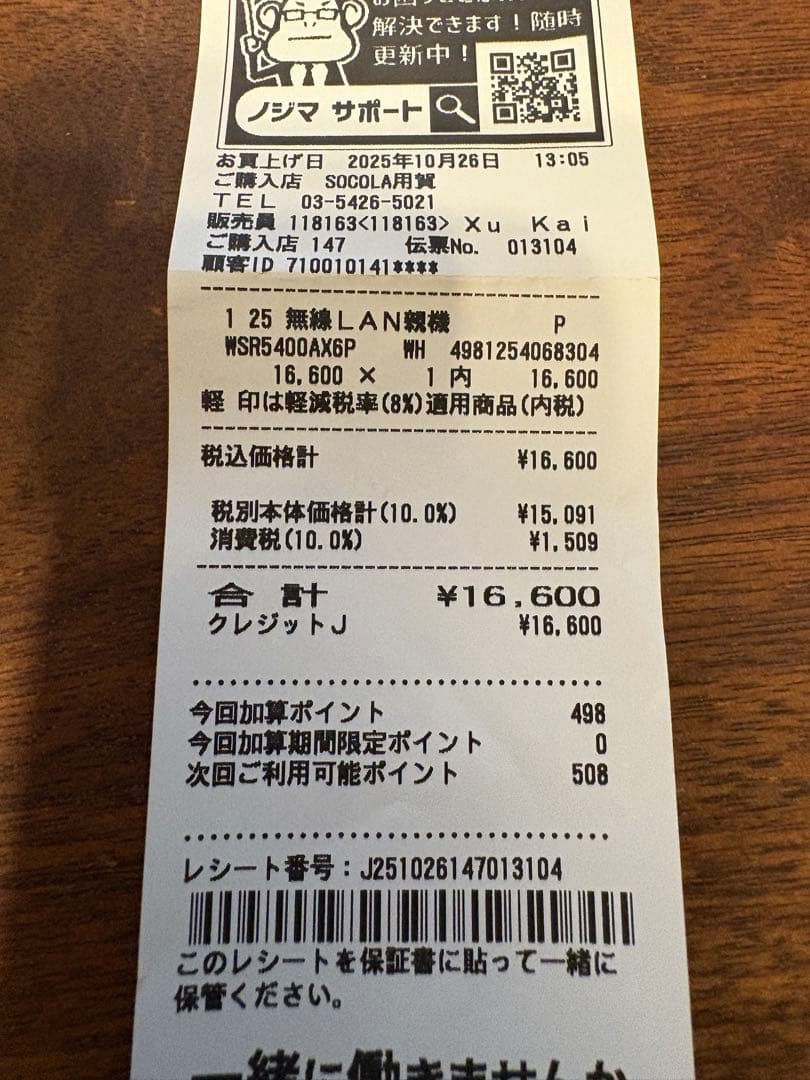 解決できます！随時
更新中！
ノジマ サポート
お買上げ日 2025年10月26日 13:05
ご購入店 SOCOLA用賀
TEL 03-5426-5021
販売員 118163<118163> Xu Kai
ご購入店 147 伝票No. 013104
顧客ID 710010141****
1 25 無線LAN親機 P
WSR5400AX6P WH 4981254068304
16,600 × 1 内 16,600
軽 印は軽減税率(8%)適用商品(内税)
税込価格計 ¥16,600
税別本体価格計(10.0%) ¥15,091
消費税(10.0%) ¥1,509
合 計 ¥16,600
クレジットJ ¥16,600
今回加算ポイント 498
今回加算期間限定ポイント 0
次回ご利用可能ポイント 508
レシート番号：J251026147013104
このレシートを保証書に貼って一緒に
保管ください。
一緒に働きませんか